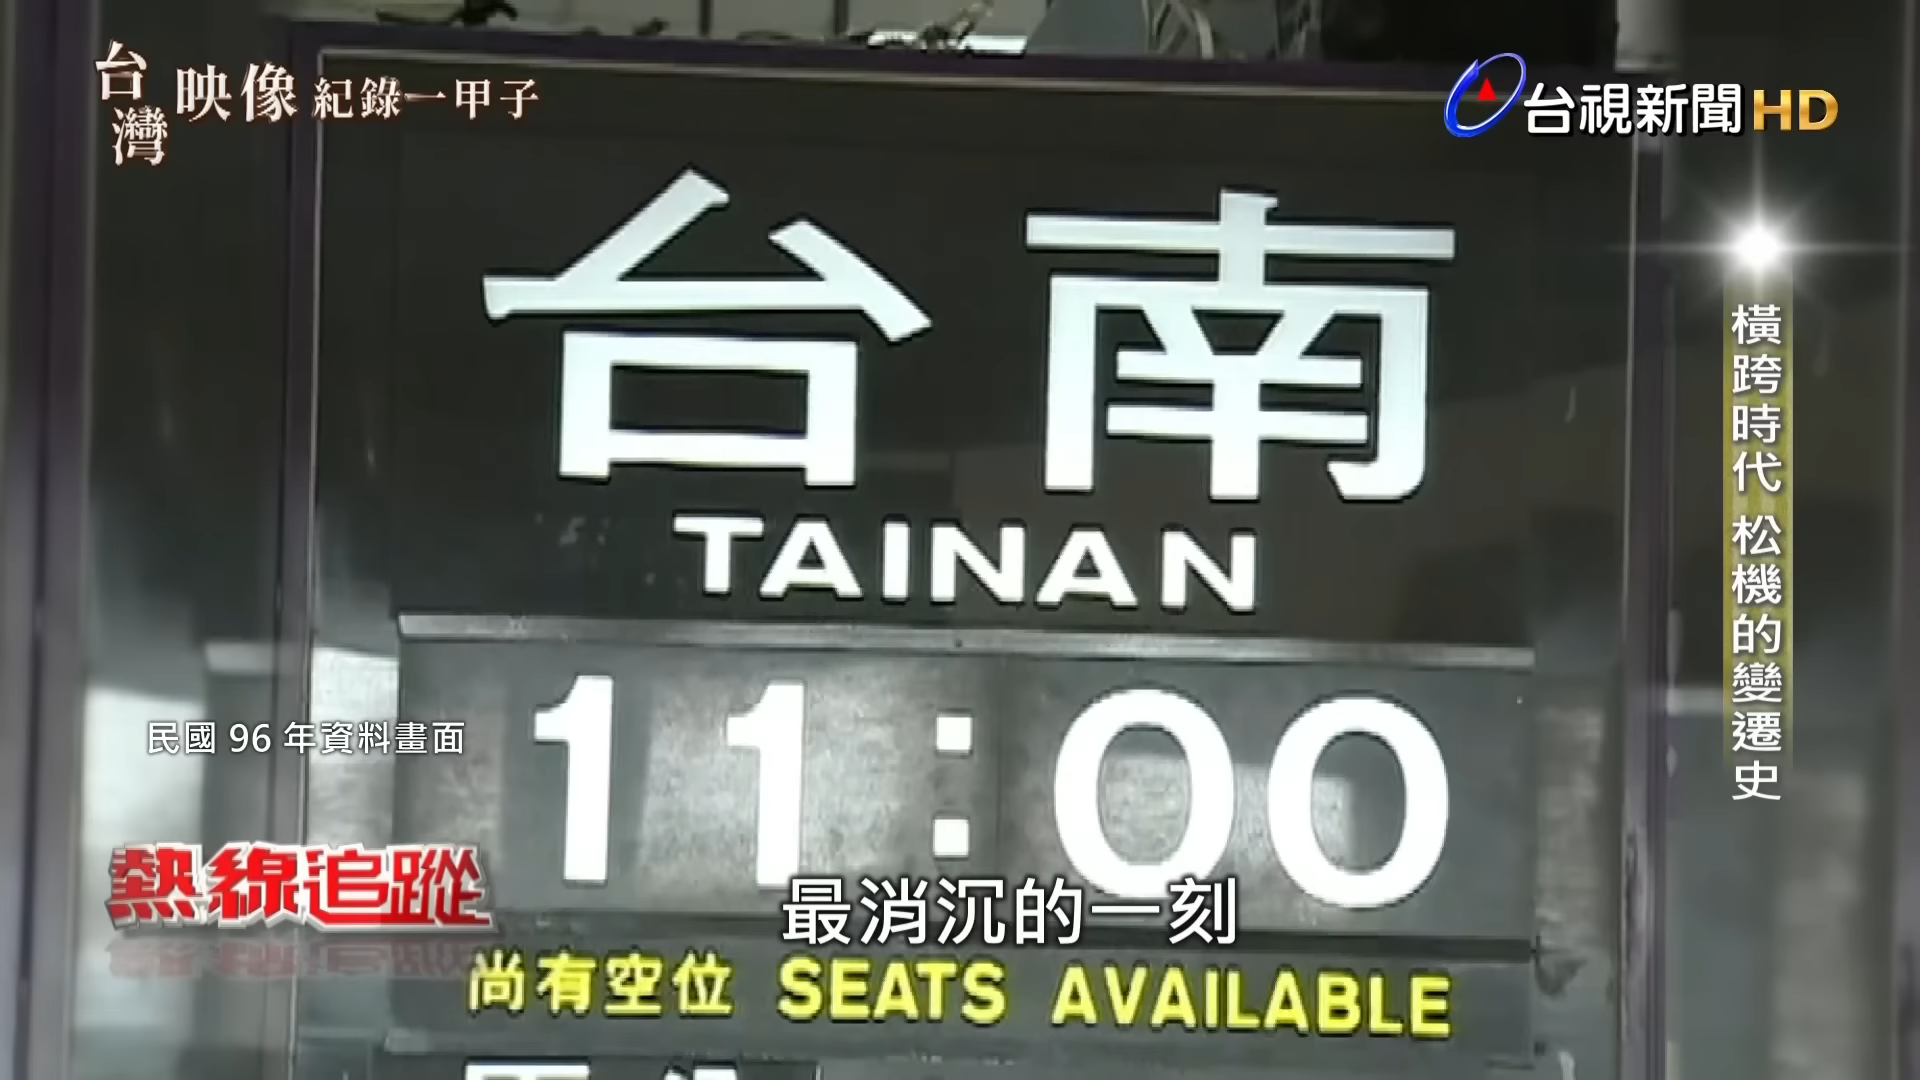 台灣映像 紀錄一甲子
台視新聞HD
台南
TAINAN
橫跨時代 松機的變遷史
11:00
民國 96 年資料畫面
熱線追蹤
最消沉的一刻
尚有空位 SEATS AVAILABLE